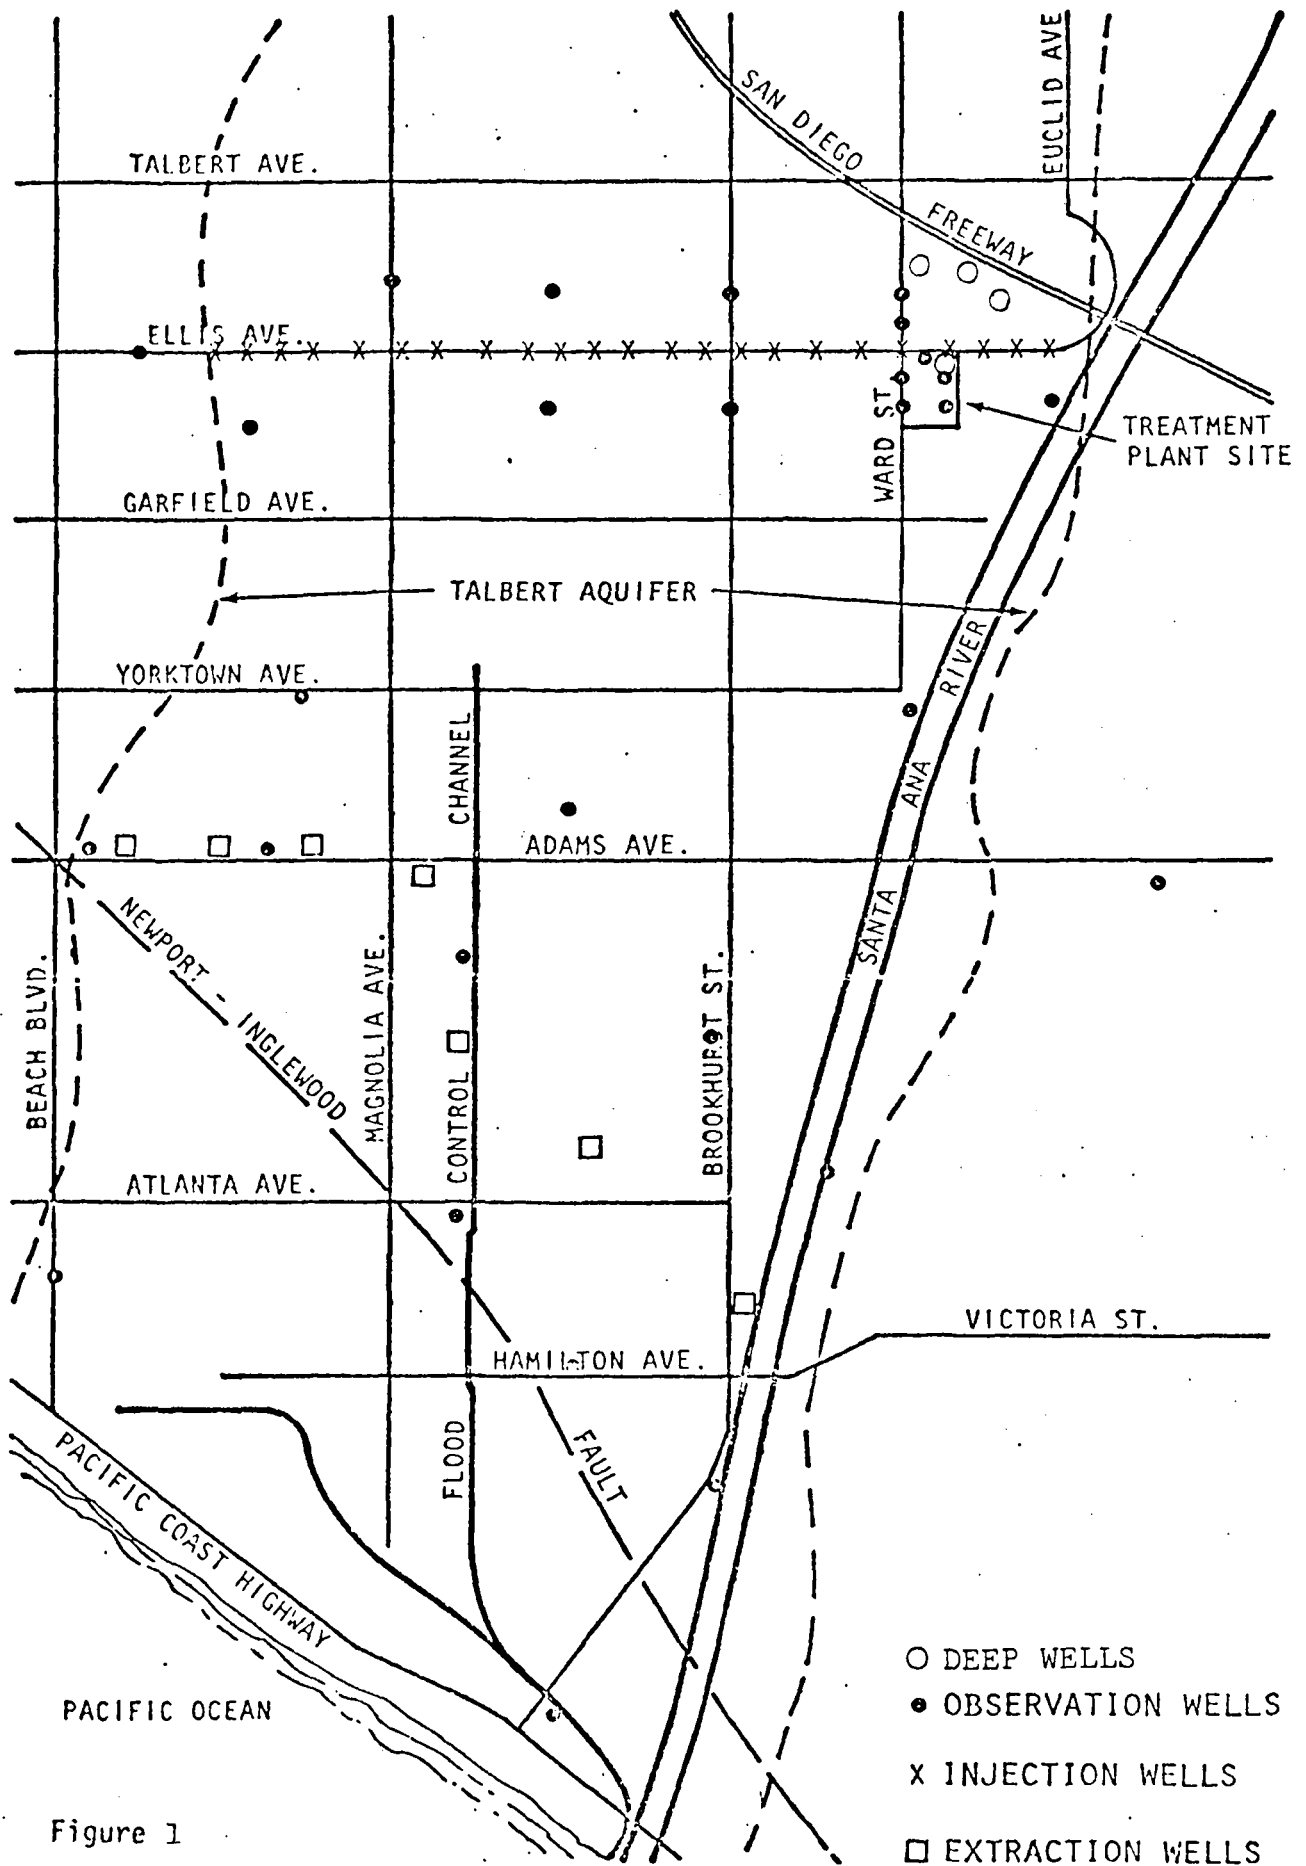 EUCLID AVE
SAN DIEGO
FREEWAY
TALBERT AVE.
ELLIS AVE.
WARD ST.
TREATMENT
PLANT SITE
GARFIELD AVE.
TALBERT AQUIFER
YORKTOWN AVE.
SANTA ANA RIVER
CHANNEL
ADAMS AVE.
NEWPORT - INGLEWOOD
BEACH BLVD.
MAGNOLIA AVE.
CONTROL
BROOKHURST ST.
ATLANTA AVE.
VICTORIA ST.
HAMILTON AVE.
FLOOD
FAULT
PACIFIC COAST HIGHWAY
PACIFIC OCEAN
DEEP WELLS
OBSERVATION WELLS
X INJECTION WELLS
EXTRACTION WELLS
Figure 1